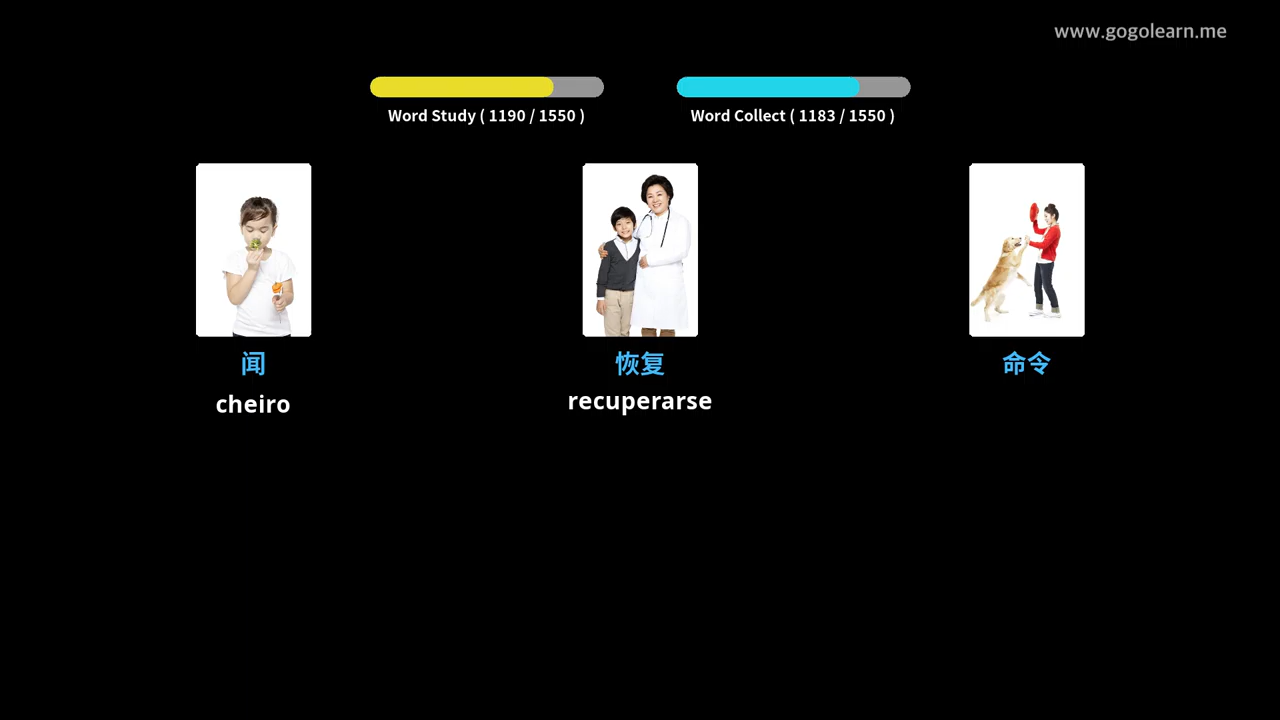 www.gogolearn.me
Word Study ( 1190 / 1550 )
Word Collect ( 1183 / 1550 )
闻
恢复
命令
cheiro
recuperarse